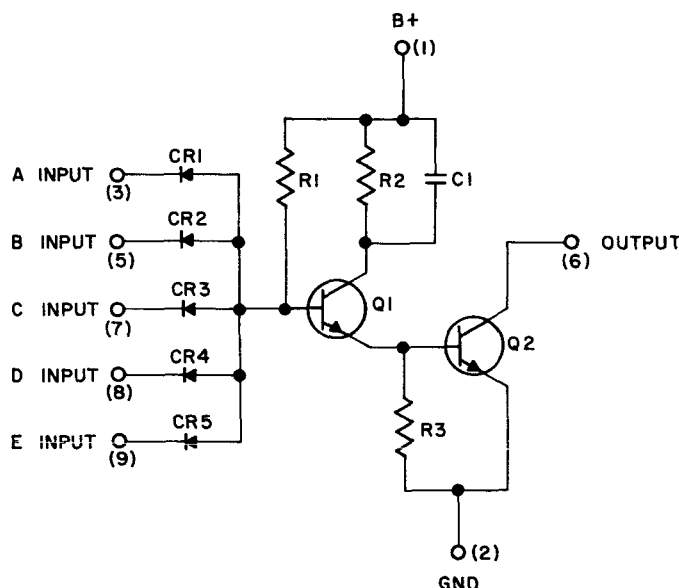 B+
(1)
CR1
A INPUT
(3)
R1
R2
C1
CR2
B INPUT
(5)
OUTPUT
(6)
CR3
C INPUT
(7)
Q1
Q2
CR4
D INPUT
(8)
R3
CR5
E INPUT
(9)
(2)
GND